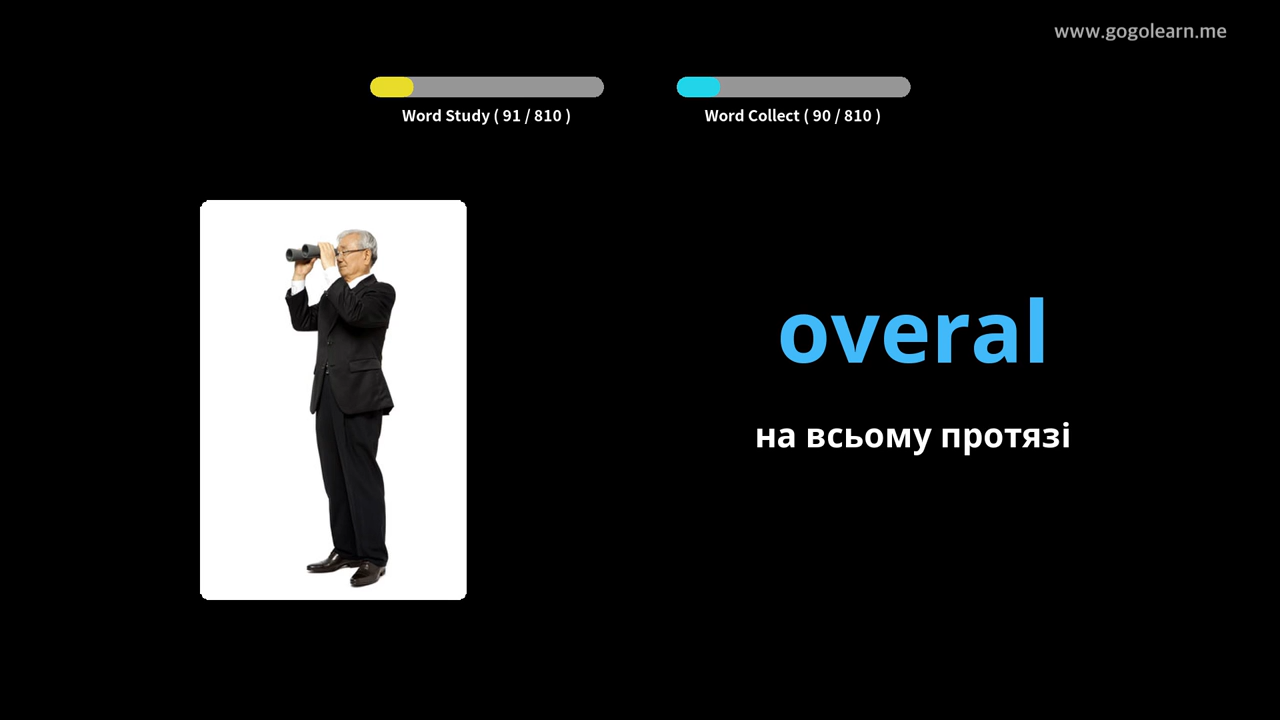 www.gogolearn.me
Word Study ( 91 / 810 )
Word Collect ( 90 / 810 )
overal
на всьому протязі